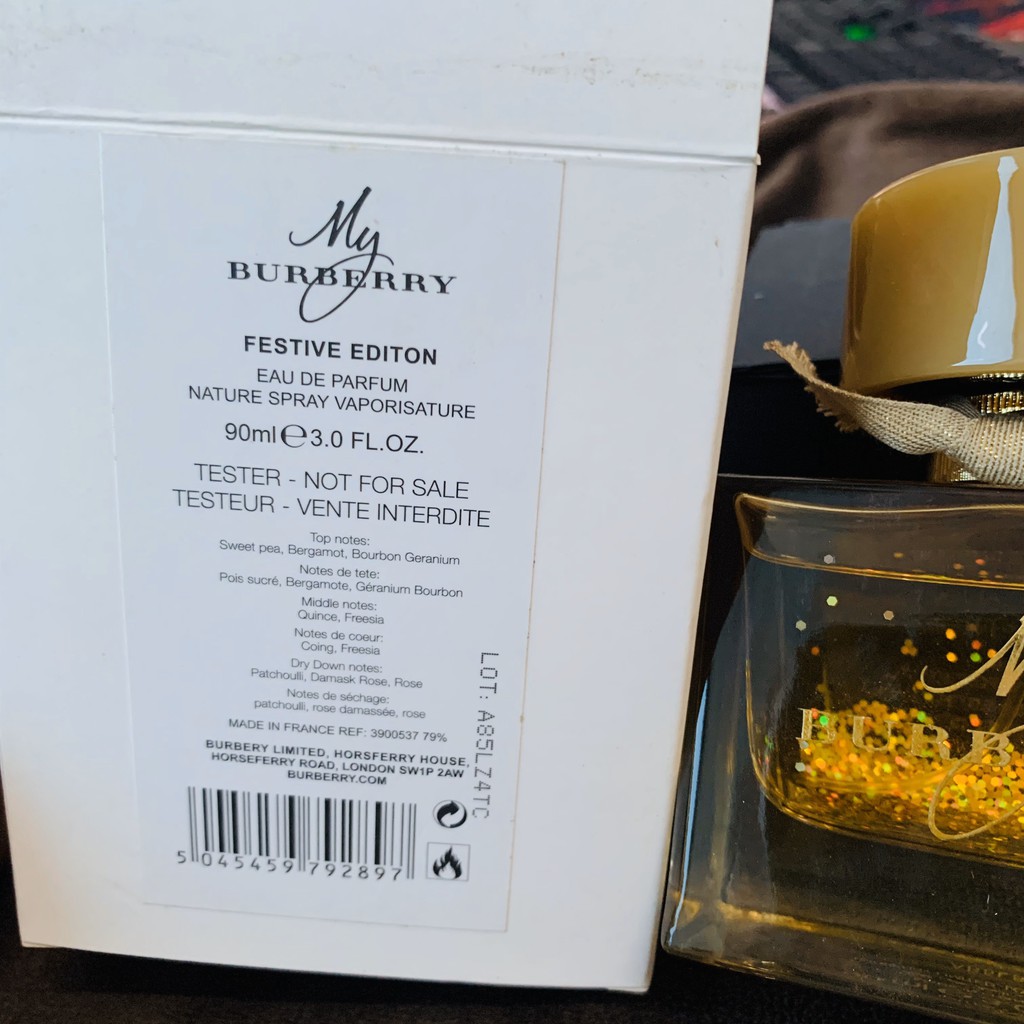 My
BURBERRY
FESTIVE EDITON
EAU DE PARFUM
NATURE SPRAY VAPORISATURE
90ml℮3.0 FL.OZ.
TESTER - NOT FOR SALE
TESTEUR - VENTE INTERDITE
Top notes:
Sweet pea, Bergamot, Bourbon Geranium
Notes de tete:
Pois sucré, Bergamote, Géranium Bourbon
Middle notes:
Quince, Freesia
Notes de coeur:
Coing, Freesia
Dry Down notes:
Patchoulli, Damask Rose, Rose
Notes de séchage:
patchoulli, rose damassée, rose
MADE IN FRANCE REF: 3900537 79%
BURBERY LIMITED, HORSFERRY HOUSE,
HORSEFERRY ROAD, LONDON SW1P 2AW
BURBERRY.COM
5 045459 792897
LOT: A85LZ4TC
BURB